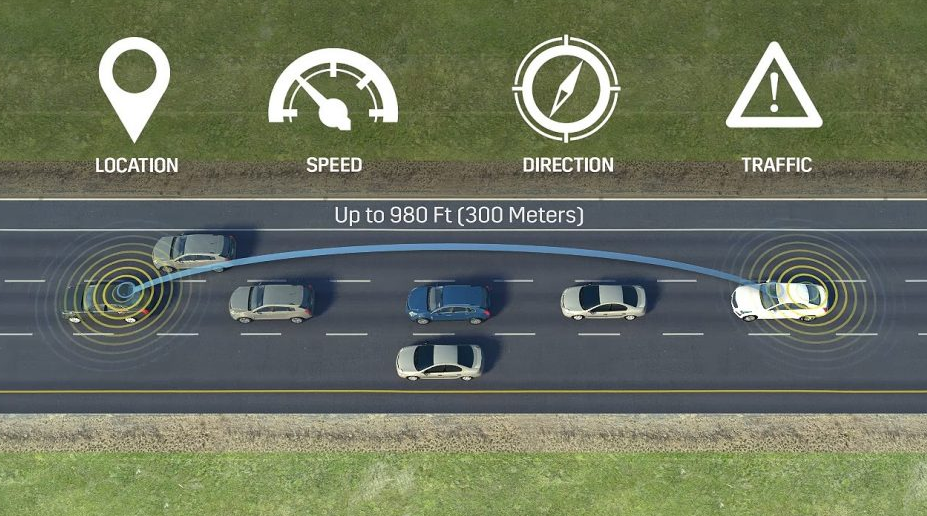 LOCATION
SPEED
DIRECTION
TRAFFIC
Up to 980 Ft (300 Meters)